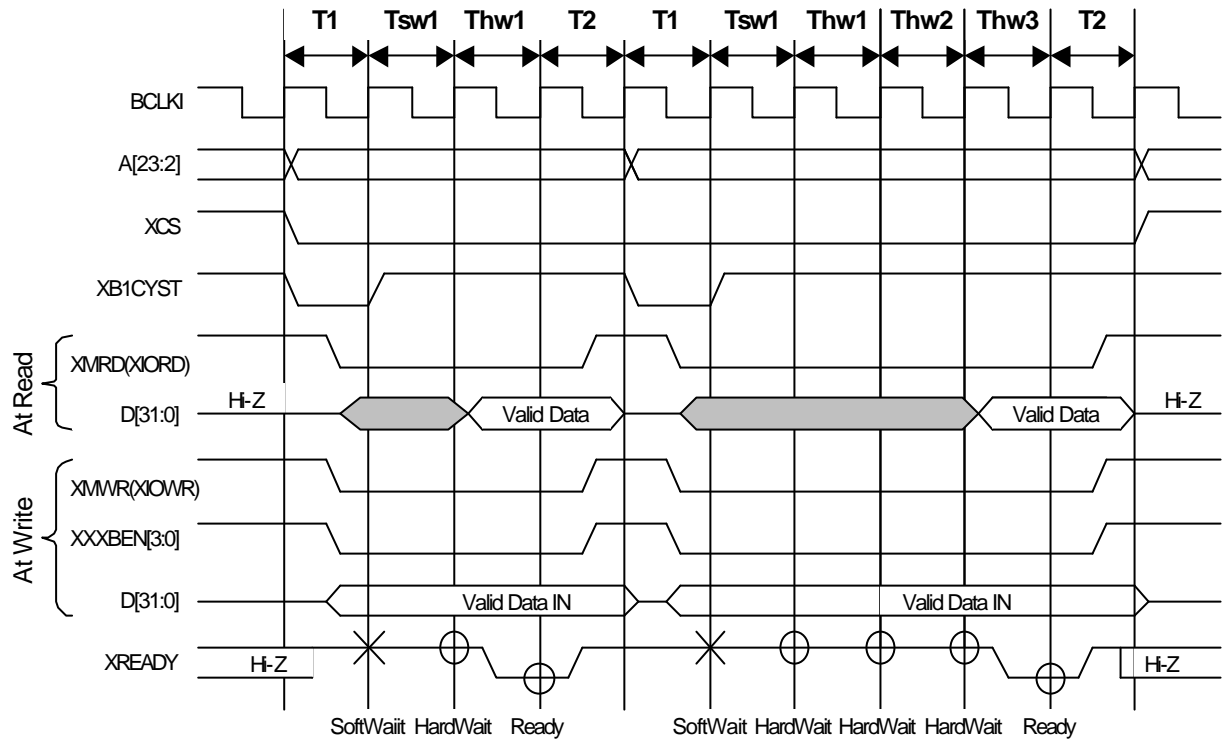 T1 Tsw1 Thw1 T2 T1 Tsw1 Thw1 Thw2 Thw3 T2
BCLKI
A[23:2]
XCS
XB1CYST
At Read
XMRD(XIORD)
D[31:0] Hi-Z Valid Data Valid Data Hi-Z
At Write
XMWR(XIOWR)
XXXBEN[3:0]
D[31:0] Valid Data IN Valid Data IN
XREADY Hi-Z Hi-Z
SoftWaiit HardWait Ready SoftWait HardWait HardWait HardWait Ready